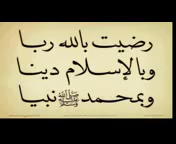 رضيت بالله ربا
وبالإسلام دينا
وبمحمد ﷺ نبيا